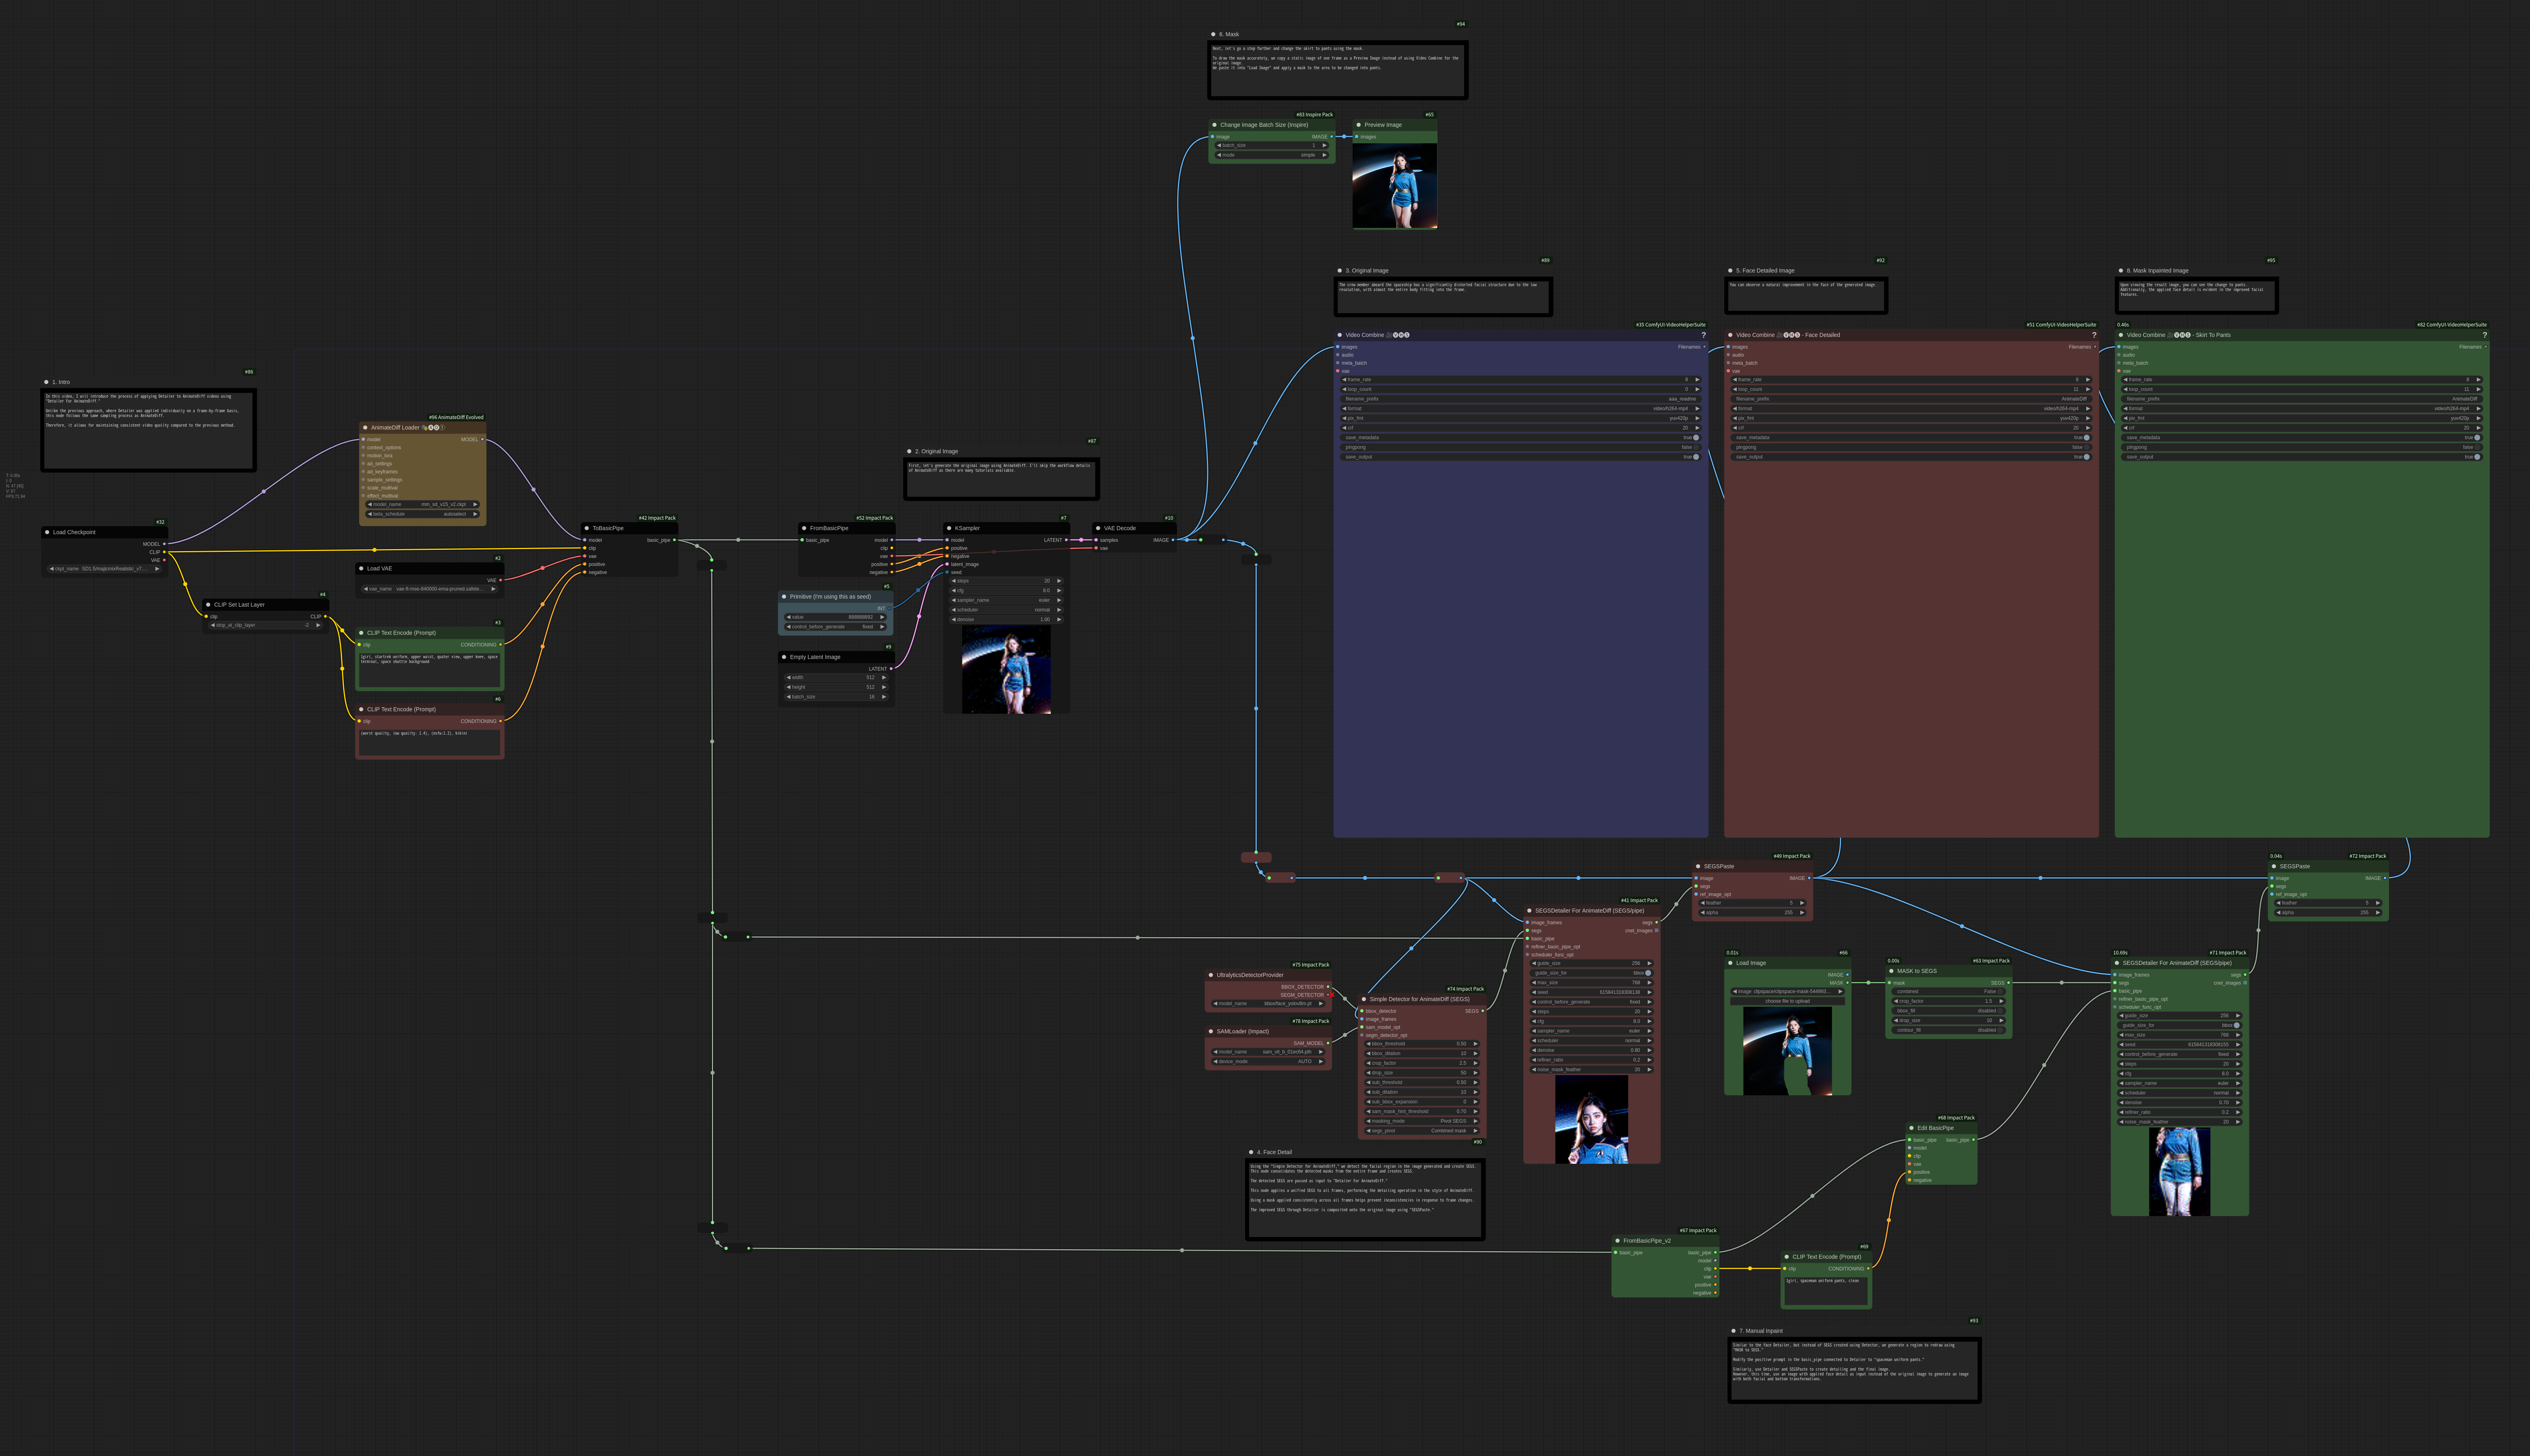 #94
6. Mask
Next, let's go a step further and change the skirt to pants using the mask.
To draw the mask accurately, we copy a static image of one frame as a Preview Image instead of using Video Combine for the
original image.
We paste it into "Load Image" and apply a mask to the area to be changed into pants.
#83 Inspire Pack
Change Image Batch Size (Inspire)
image IMAGE
batch_size 1
mode simple
#65
Preview Image
images
#89
3. Original Image
The crew member aboard the spaceship has a significantly distorted facial structure due to the low
resolution, with almost the entire body fitting into the frame.
#92
5. Face Detailed Image
You can observe a natural improvement in the face of the generated image.
#95
8. Mask Inpainted Image
Upon viewing the result image, you can see the change to pants.
Additionally, the applied face detail is evident in the improved facial
features.
#35 ComfyUI-VideoHelperSuite
Video Combine 🎥🅥🅗🅢 ?
images Filenames
audio
meta_batch
vae
frame_rate 8
loop_count 0
filename_prefix aaa_readme
format video/h264-mp4
pix_fmt yuv420p
crf 20
save_metadata true
pingpong false
save_output true
#51 ComfyUI-VideoHelperSuite
Video Combine 🎥🅥🅗🅢 - Face Detailed ?
images Filenames
audio
meta_batch
vae
frame_rate 8
loop_count 11
filename_prefix AnimateDiff
format video/h264-mp4
pix_fmt yuv420p
crf 20
save_metadata true
pingpong false
save_output true
0.46s
#82 ComfyUI-VideoHelperSuite
Video Combine 🎥🅥🅗🅢 - Skirt To Pants ?
images Filenames
audio
meta_batch
vae
frame_rate 8
loop_count 11
filename_prefix AnimateDiff
format video/h264-mp4
pix_fmt yuv420p
crf 20
save_metadata true
pingpong false
save_output true
1. Intro
In this video, I will introduce the process of applying Detailer to AnimateDiff videos using
"Detailer for AnimateDiff."
Unlike the previous approach, where Detailer was applied individually on a frame-by-frame basis,
this node follows the same sampling process as AnimateDiff.
Therefore, it allows for maintaining consistent video quality compared to the previous method.
#96 AnimateDiff Evolved
AnimateDiff Loader
model MODEL
context_options
motion_lora
ad_settings
ad_keyframes
sample_settings
scale_multival
effect_multival
model_name mm_sd_v15_v2.ckpt
beta_schedule autoselect
#87
2. Original Image
First, let's generate the original image using AnimateDiff. I'll skip the workflow details
of AnimateDiff as there are many tutorials available.
#32
Load Checkpoint
MODEL
CLIP
VAE
ckpt_name SD1.5/majicmixRealistic_v7....
#4
CLIP Set Last Layer
clip CLIP
stop_at_clip_layer -2
#2
Load VAE
VAE
vae_name vae-ft-mse-840000-ema-pruned.safete...
#3
CLIP Text Encode (Prompt)
clip CONDITIONING
1girl, startrek uniform, upper waist, quater view, upper knee, space
terminal, space shuttle background
#6
CLIP Text Encode (Prompt)
clip CONDITIONING
(worst quality, low quality: 1.4), (nsfw:1.2), bikini
#42 Impact Pack
ToBasicPipe
model basic_pipe
clip
vae
positive
negative
#52 Impact Pack
FromBasicPipe
basic_pipe model
clip
vae
positive
negative
#5
Primitive (I'm using this as seed)
INT
value
control_before_generate fixed
#9
Empty Latent Image
LATENT
width 512
height 512
batch_size 16
#7
KSampler
model LATENT
positive
negative
latent_image
seed
steps 20
cfg 8.0
sampler_name euler
scheduler normal
denoise 1.00
#10
VAE Decode
samples IMAGE
vae
#49 Impact Pack
SEGSPaste
image IMAGE
segs
ref_image_opt
feather 5
alpha 255
0.04s
#72 Impact Pack
SEGSPaste
image IMAGE
segs
ref_image_opt
feather 5
alpha 255
#41 Impact Pack
SEGSDetailer For AnimateDiff (SEGS/pipe)
image_frames segs
segs cnet_images
basic_pipe
refiner_basic_pipe_opt
scheduler_func_opt
guide_size 256
guide_size_for bbox
max_size 768
seed
control_before_generate fixed
steps 20
cfg 8.0
sampler_name euler
scheduler normal
denoise 0.60
refiner_ratio 0.2
noise_mask_feather 20
#75 Impact Pack
UltralyticsDetectorProvider
BBOX_DETECTOR
SEGM_DETECTOR
model_name bbox/face_yolov8m.pt
#78 Impact Pack
SAMLoader (Impact)
SAM_MODEL
model_name sam_vit_b_01ec64.pth
device_mode AUTO
#74 Impact Pack
Simple Detector for AnimateDiff (SEGS)
bbox_detector SEGS
image_frames
sam_model_opt
segm_detector_opt
bbox_threshold 0.50
bbox_dilation 10
crop_factor 2.5
drop_size 50
sub_threshold 0.50
sub_dilation 10
sub_bbox_expansion 0
sam_mask_hint_threshold 0.70
masking_mode Pivot SEGS
segs_pivot Combined mask
#90
4. Face Detail
Using the "Simple Detector for AnimateDiff," we detect the facial region in the image generated and create SEGS.
This node consolidates the detected masks from the entire frame and creates SEGS.
The detected SEGS are passed as input to "Detailer For AnimateDiff."
This node applies a unified SEGS to all frames, performing the detailing operation in the style of AnimateDiff.
Using a mask applied consistently across all frames helps prevent inconsistencies in response to frame changes.
The improved SEGS through Detailer is composited onto the original image using "SEGSPaste."
0.01s
#66
Load Image
IMAGE
MASK
choose file to upload
0.00s
#63 Impact Pack
MASK to SEGS
mask SEGS
combined False
crop_factor 1.5
bbox_fill disabled
drop_size 10
contour_fill disabled
10.69s
#71 Impact Pack
SEGSDetailer For AnimateDiff (SEGS/pipe)
image_frames segs
segs cnet_images
basic_pipe
refiner_basic_pipe_opt
scheduler_func_opt
guide_size 256
guide_size_for bbox
max_size 768
seed
control_before_generate fixed
steps 20
cfg 8.0
sampler_name euler
scheduler normal
denoise 0.70
refiner_ratio 0.2
noise_mask_feather 20
#68 Impact Pack
Edit BasicPipe
basic_pipe basic_pipe
model
clip
vae
positive
negative
#67 Impact Pack
FromBasicPipe_v2
basic_pipe basic_pipe
model
clip
vae
positive
negative
#69
CLIP Text Encode (Prompt)
clip CONDITIONING
1girl, spaceman uniform pants, clean
#93
7. Manual Inpaint
Similar to the face Detailer, but instead of SEGS created using Detector, we generate a region to redraw using
"MASK to SEGS."
Modify the positive prompt to the basic_pipe connected to Detailer to "spaceman uniform pants."
Similarly, use Detailer and SEGSPaste to create detailing and the final image.
However, this time, use an image with applied face detail as input instead of the original image to generate an image
with both facial and bottom transformations.